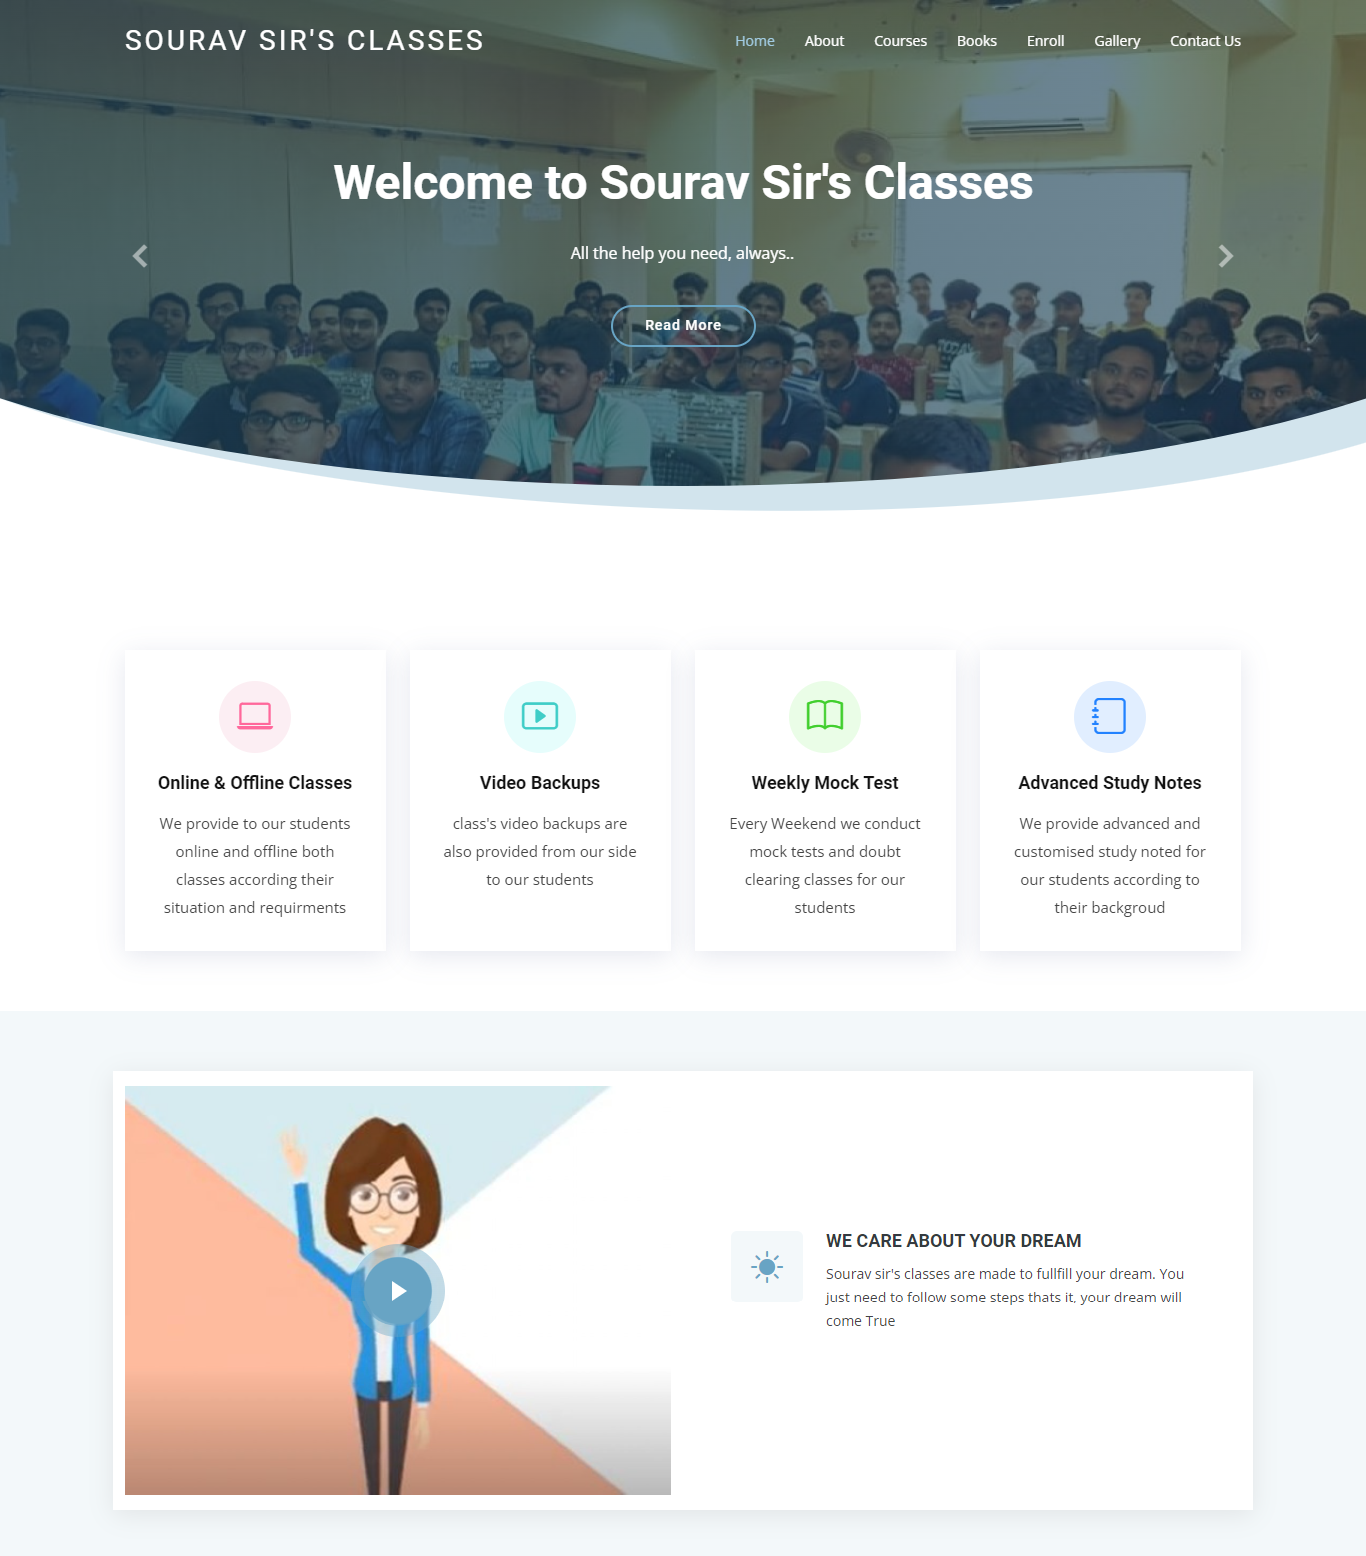 SOURAV SIR'S CLASSES
Home About Courses Books Enroll Gallery Contact Us
Welcome to Sourav Sir's Classes
All the help you need, always..
Read More
Online & Offline Classes
We provide to our students
online and offline both
classes according their
situation and requirments
Video Backups
class's video backups are
also provided from our side
to our students
Weekly Mock Test
Every Weekend we conduct
mock tests and doubt
clearing classes for our
students
Advanced Study Notes
We provide advanced and
customised study noted for
our students according to
their backgroud
WE CARE ABOUT YOUR DREAM
Sourav sir's classes are made to fullfill your dream. You
just need to follow some steps thats it, your dream will
come True